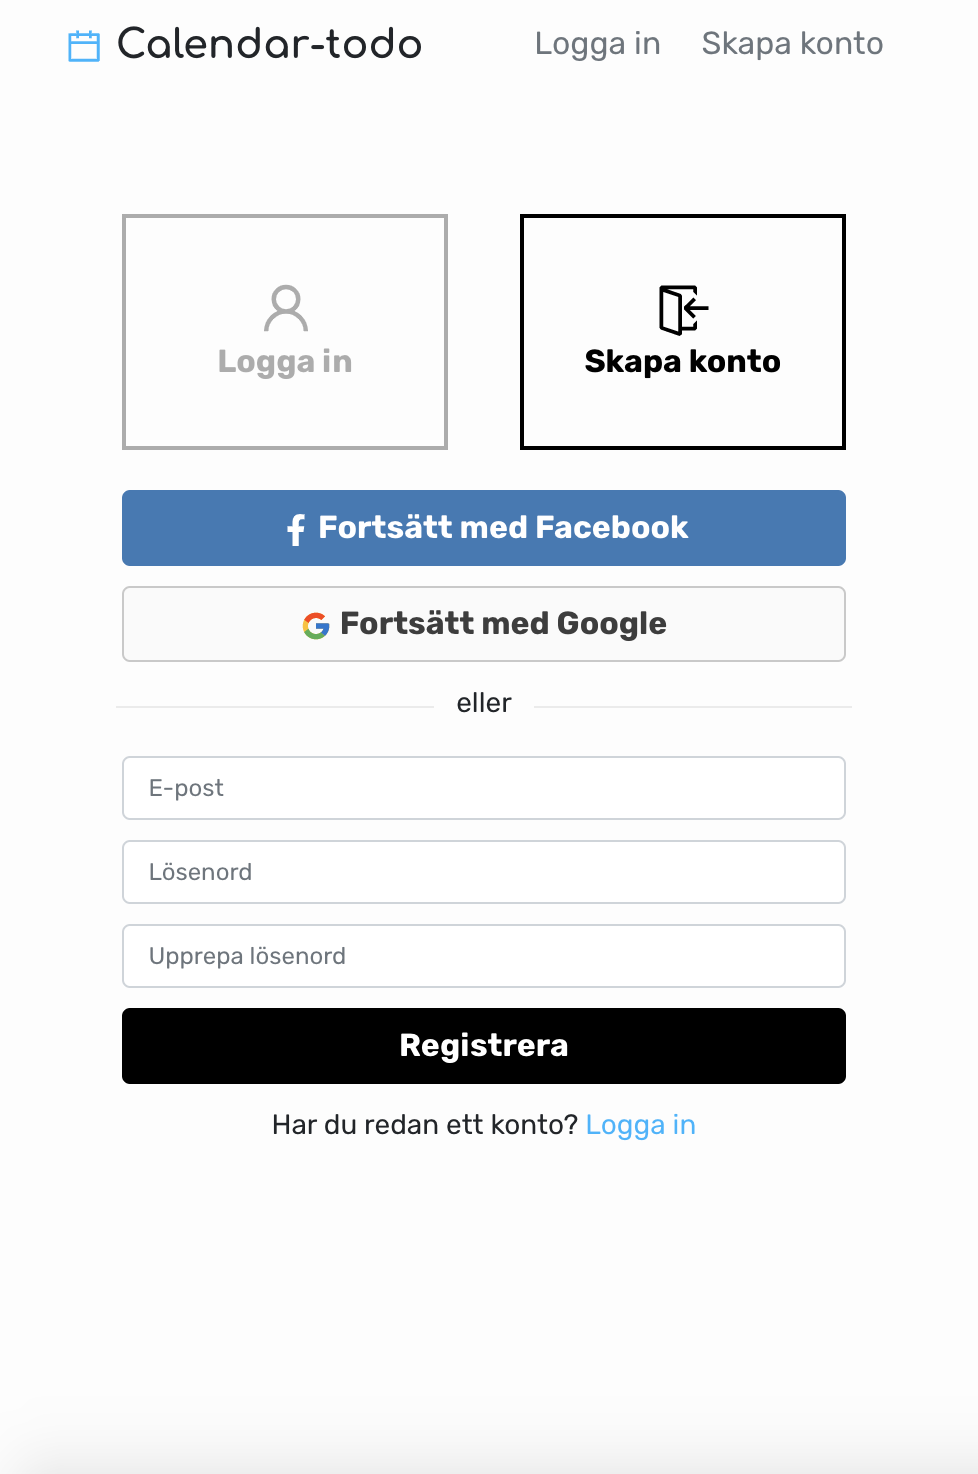 Calendar-todo
Logga in
Skapa konto
Logga in
Skapa konto
Fortsätt med Facebook
Fortsätt med Google
eller
E-post
Lösenord
Upprepa lösenord
Registrera
Har du redan ett konto? Logga in